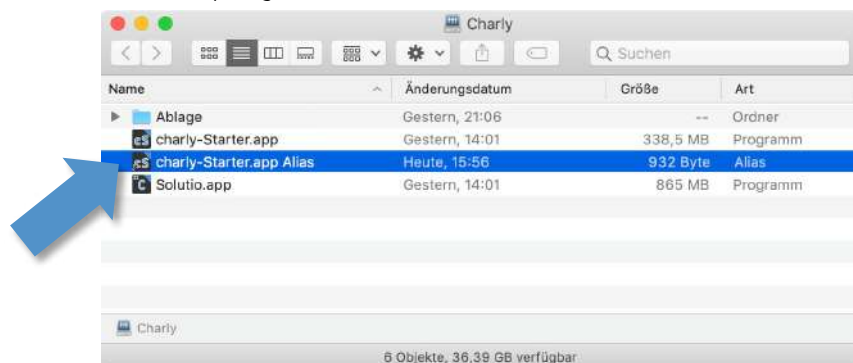 Charly
Suchen
Name Änderungsdatum Größe Art
Ablage Gestern, 21:06 -- Ordner
charly-Starter.app Gestern, 14:01 338,5 MB Programm
charly-Starter.app Alias Heute, 15:56 932 Byte Alias
Solutio.app Gestern, 14:01 865 MB Programm
Charly
6 Objekte, 36,39 GB verfügbar